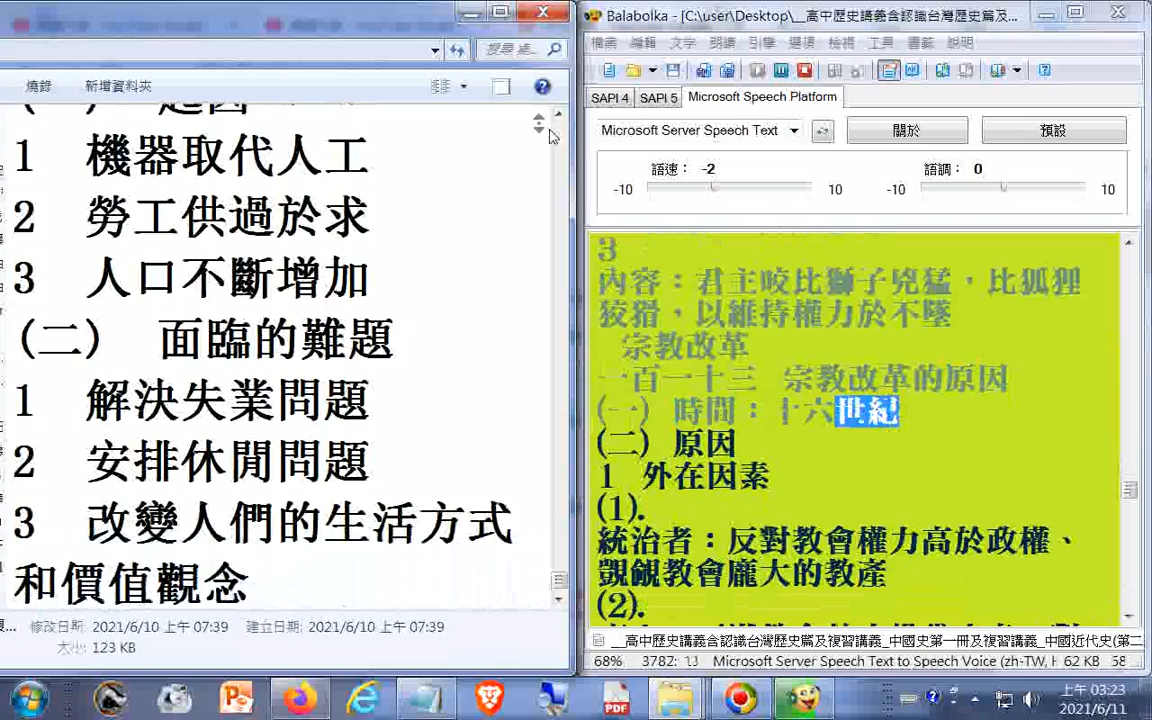 燒錄 新增資料夾
1 機器取代人工
2 勞工供過於求
3 人口不斷增加
(二) 面臨的難題
1 解決失業問題
2 安排休閒問題
3 改變人們的生活方式
和價值觀念
修改日期: 2021/6/10 上午 07:39 建立日期: 2021/6/10 上午 07:39
大小: 123 KB
Balabolka - [C:\user\Desktop\__高中歷史講義含認識台灣歷史篇及...
檔案 編輯 文字 朗讀 引擎 選項 檢視 工具 書籤 說明
SAPI 4 SAPI 5 Microsoft Speech Platform
Microsoft Server Speech Text 關於 預設
語速: -2 語調: 0
-10 10 -10 10
3
內容：君主咬比獅子兇猛，比狐狸
狡猾，以維持權力於不墜
宗教改革
一百一十三 宗教改革的原因
(一) 時間：十六世紀
(二) 原因
1 外在因素
(1).
統治者：反對教會權力高於政權、
覬覦教會龐大的教產
(2).
__高中歷史講義含認識台灣歷史篇及複習講義_中國史第一冊及複習講義_中國近代史(第二
68% Microsoft Server Speech Text to Speech Voice (zh-TW, 62 KB 58
上午 03:23
2021/6/11